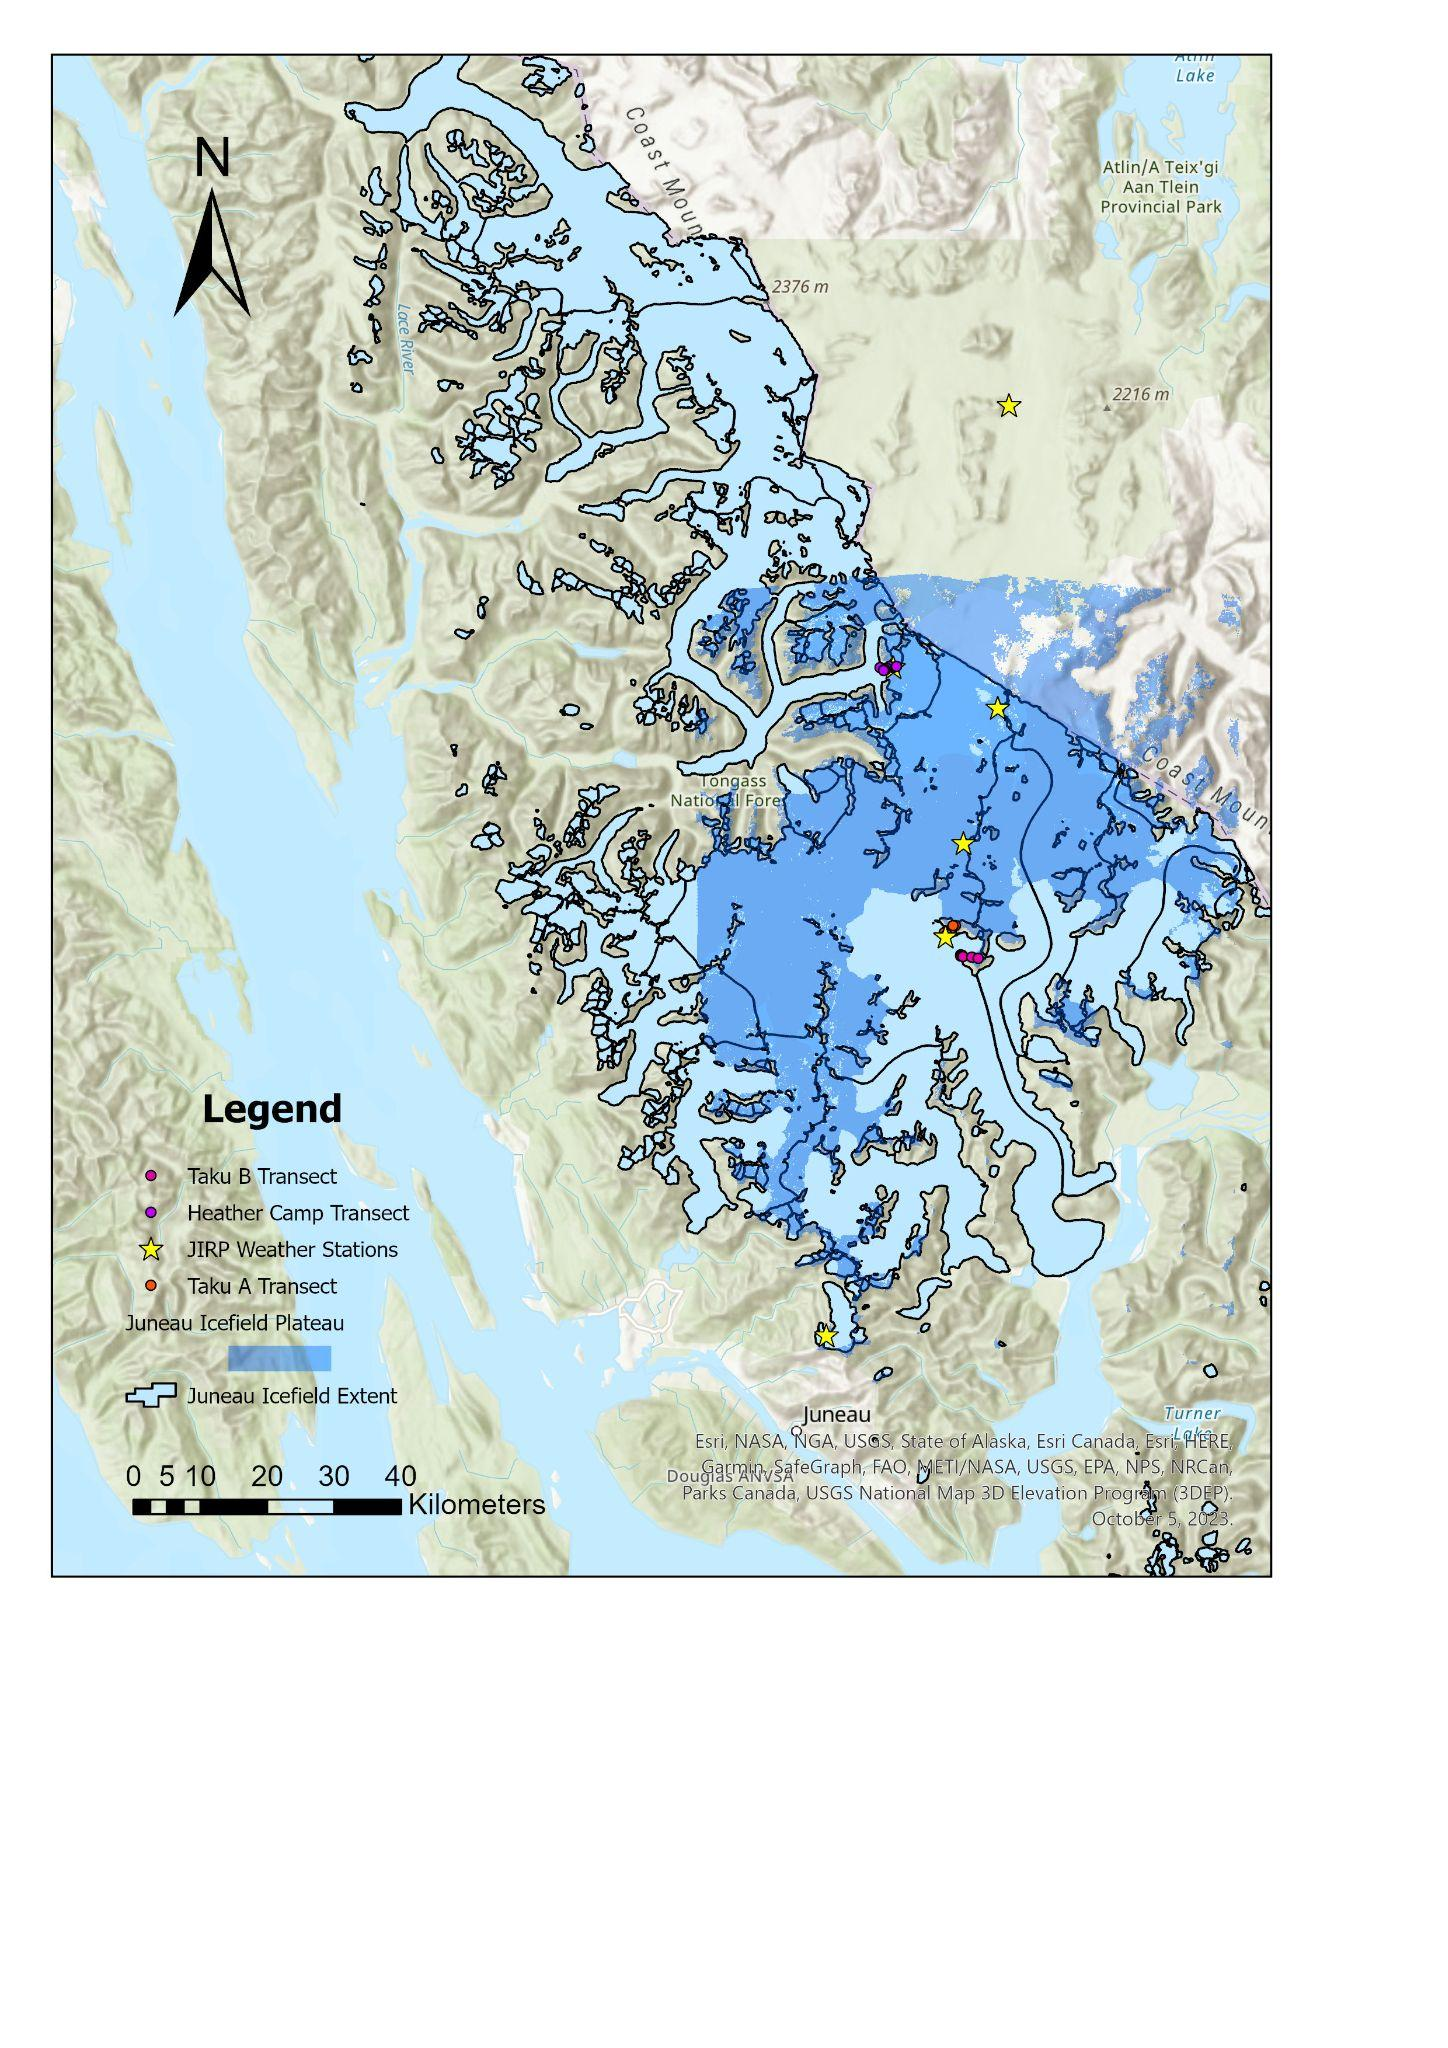 Atlin
Lake
Coast Moun
N
Atlin/A Teix'gi
Aan Tlein
Provincial Park
2376 m
Lace River
2216 m
Coast Moun
Tongass
National Fore
Legend
Taku B Transect
Heather Camp Transect
JIRP Weather Stations
Taku A Transect
Juneau Icefield Plateau
Juneau Icefield Extent
Juneau
Turner
Lake
Douglas ANVSA
Esri, NASA, NGA, USGS, State of Alaska, Esri Canada, Esri, HERE,
Garmin, SafeGraph, FAO, METI/NASA, USGS, EPA, NPS, NRCan,
Parks Canada, USGS National Map 3D Elevation Program (3DEP).
October 5, 2023.
0 5 10 20 30 40
Kilometers